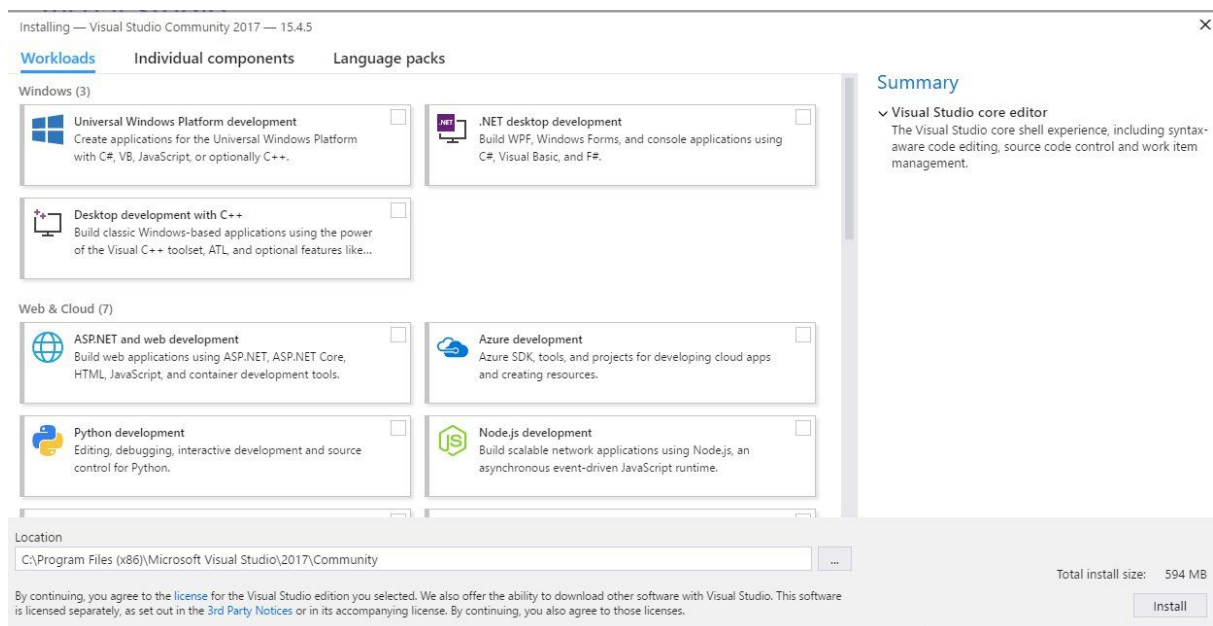 Installing — Visual Studio Community 2017 — 15.4.5
Workloads Individual components Language packs
Windows (3)
Universal Windows Platform development
Create applications for the Universal Windows Platform
with C#, VB, JavaScript, or optionally C++.
.NET
.NET desktop development
Build WPF, Windows Forms, and console applications using
C#, Visual Basic, and F#.
Desktop development with C++
Build classic Windows-based applications using the power
of the Visual C++ toolset, ATL, and optional features like...
Web & Cloud (7)
ASP.NET and web development
Build web applications using ASP.NET, ASP.NET Core,
HTML, JavaScript, and container development tools.
Azure development
Azure SDK, tools, and projects for developing cloud apps
and creating resources.
Python development
Editing, debugging, interactive development and source
control for Python.
JS
Node.js development
Build scalable network applications using Node.js, an
asynchronous event-driven JavaScript runtime.
Summary
Visual Studio core editor
The Visual Studio core shell experience, including syntax-
aware code editing, source code control and work item
management.
Location
C:\Program Files (x86)\Microsoft Visual Studio\2017\Community
...
By continuing, you agree to the license for the Visual Studio edition you selected. We also offer the ability to download other software with Visual Studio. This software
is licensed separately, as set out in the 3rd Party Notices or in its accompanying license. By continuing, you also agree to those licenses.
Total install size: 594 MB
Install